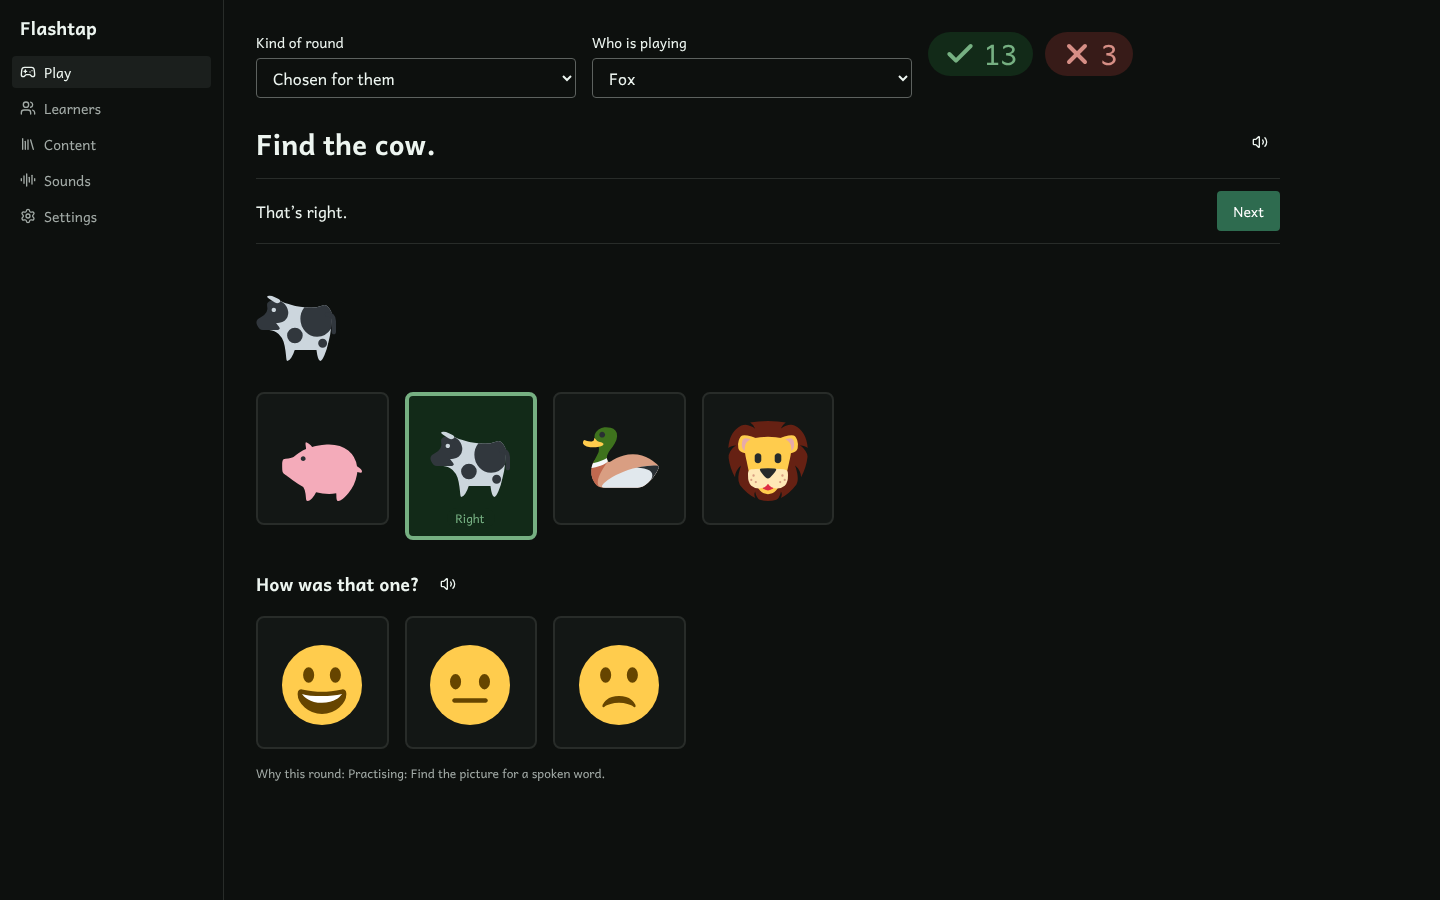 Flashtap
Play
Learners
Content
Sounds
Settings
Kind of round
Chosen for them
Who is playing
Fox
13
3
Find the cow.
That's right.
Next
Right
How was that one?
Why this round: Practising: Find the picture for a spoken word.